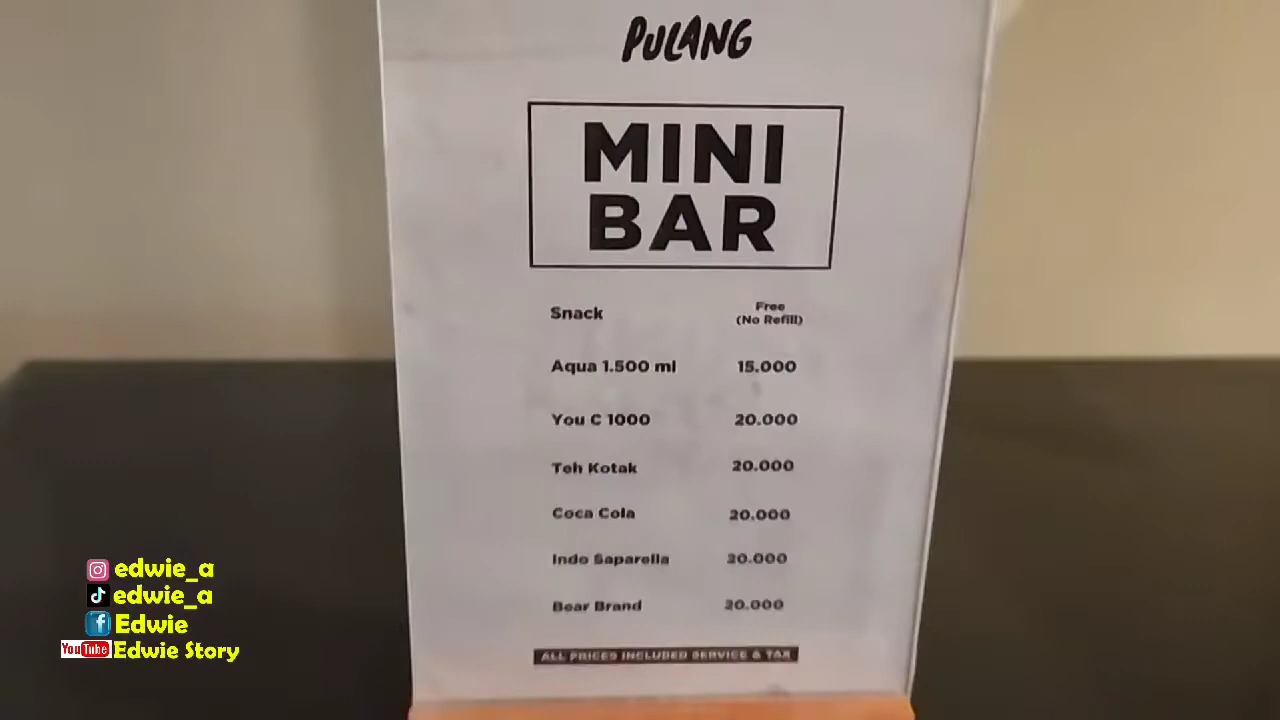 PULANG
MINI
BAR
Snack Free
(No Refill)
Aqua 1.500 ml 15.000
You C 1000 20.000
Teh Kotak 20.000
Coca Cola 20.000
Indo Saparella 20.000
Bear Brand 20.000
ALL PRICES INCLUDED SERVICE & TAX
edwie_a
edwie_a
Edwie
YouTube Edwie Story